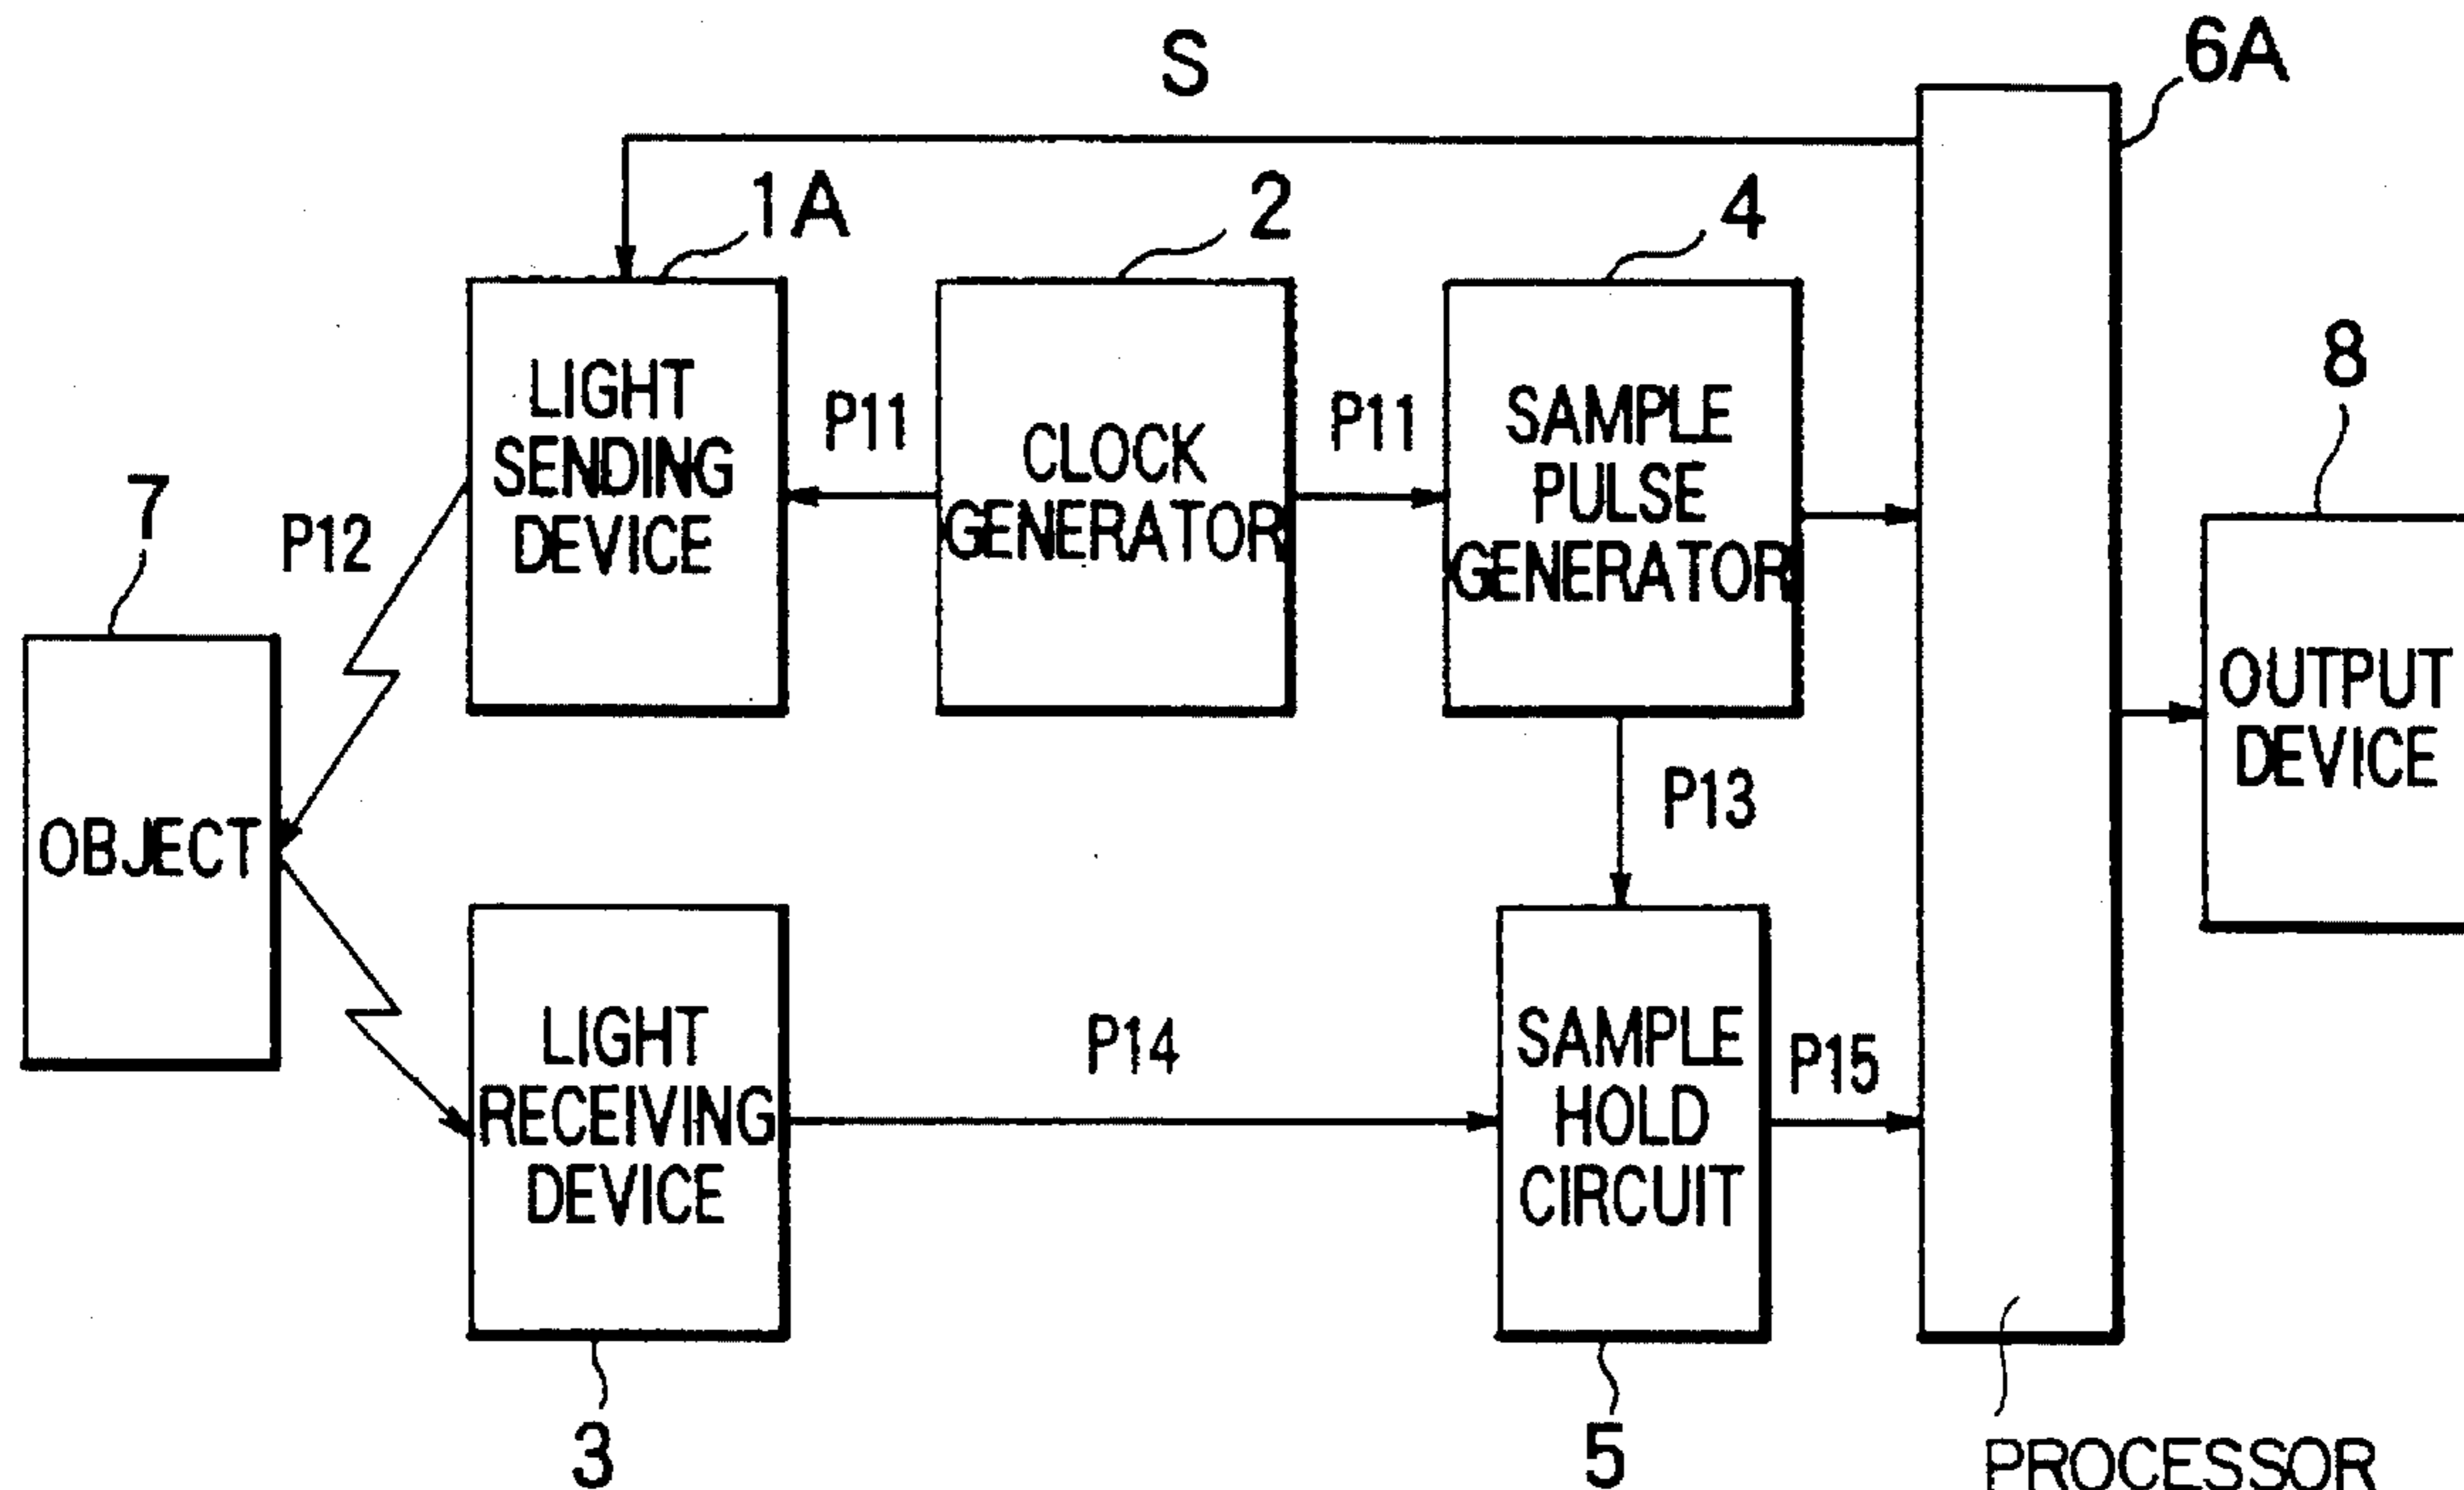 S
6A
1A
2
4
8
7
LIGHT
SENDING
DEVICE
P11
CLOCK
GENERATOR
P11
SAMPLE
PULSE
GENERATOR
P12
OUTPUT
DEVICE
P13
OBJECT
LIGHT
RECEIVING
DEVICE
P14
SAMPLE
HOLD
CIRCUIT
P15
3
5
PROCESSOR